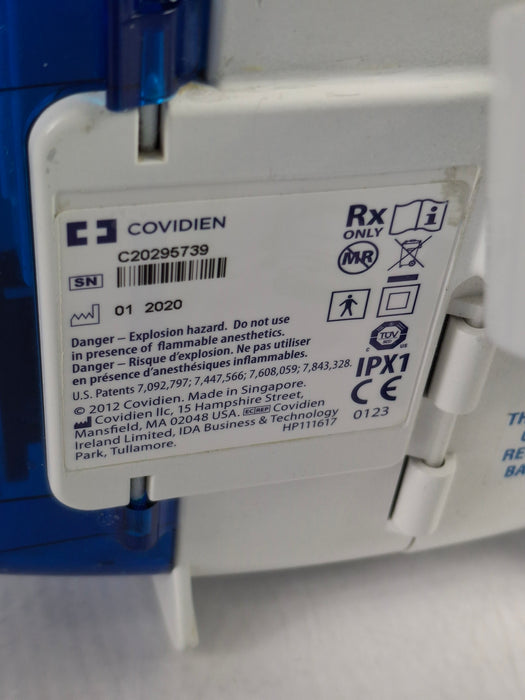 COVIDIEN
C20295739
SN
01 2020
Rx
ONLY
MR
Danger – Explosion hazard. Do not use
in presence of flammable anesthetics.
Danger – Risque d'explosion. Ne pas utiliser
en présence d'anesthésiques inflammables.
U.S. Patents 7,092,797; 7,447,566; 7,608,059; 7,843,328.
© 2012 Covidien. Made in Singapore.
Covidien llc, 15 Hampshire Street,
Mansfield, MA 02048 USA. EC REP Covidien
Ireland Limited, IDA Business & Technology
Park, Tullamore.
HP111617
TÜV
IPX1
CE
0123
RE
BA